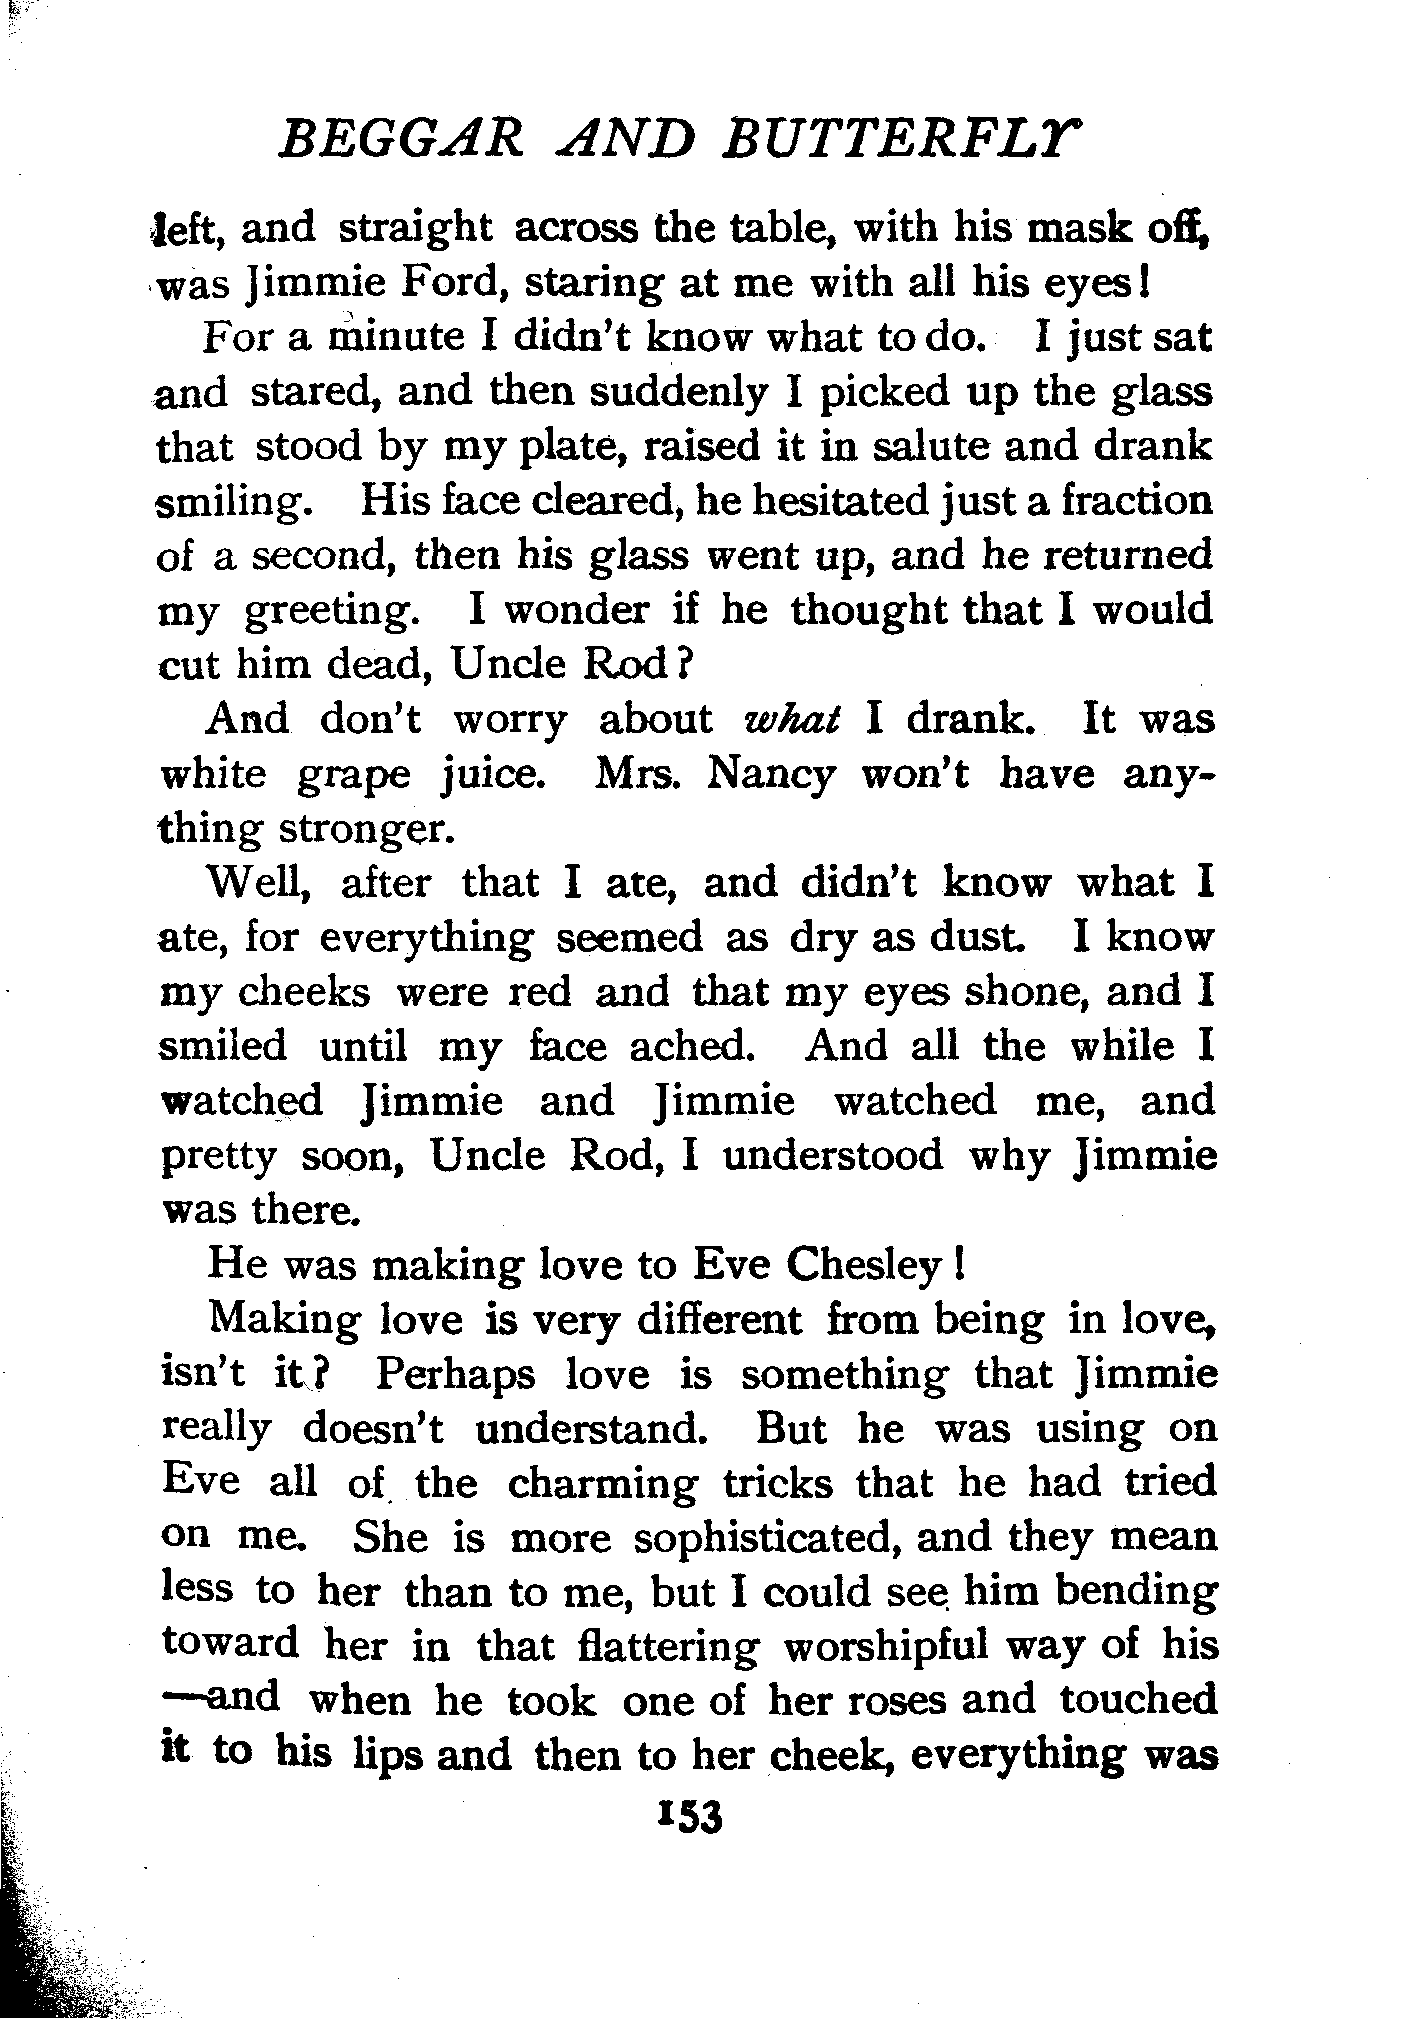 BEGGAR AND BUTTERFLY
left, and straight across the table, with his mask off,
was Jimmie Ford, staring at me with all his eyes!
For a minute I didn't know what to do. I just sat
and stared, and then suddenly I picked up the glass
that stood by my plate, raised it in salute and drank
smiling. His face cleared, he hesitated just a fraction
of a second, then his glass went up, and he returned
my greeting. I wonder if he thought that I would
cut him dead, Uncle Rod?
And don't worry about what I drank. It was
white grape juice. Mrs. Nancy won't have any-
thing stronger.
Well, after that I ate, and didn't know what I
ate, for everything seemed as dry as dust. I know
my cheeks were red and that my eyes shone, and I
smiled until my face ached. And all the while I
watched Jimmie and Jimmie watched me, and
pretty soon, Uncle Rod, I understood why Jimmie
was there.
He was making love to Eve Chesley!
Making love is very different from being in love,
isn't it? Perhaps love is something that Jimmie
really doesn't understand. But he was using on
Eve all of the charming tricks that he had tried
on me. She is more sophisticated, and they mean
less to her than to me, but I could see him bending
toward her in that flattering worshipful way of his
—and when he took one of her roses and touched
it to his lips and then to her cheek, everything was
153